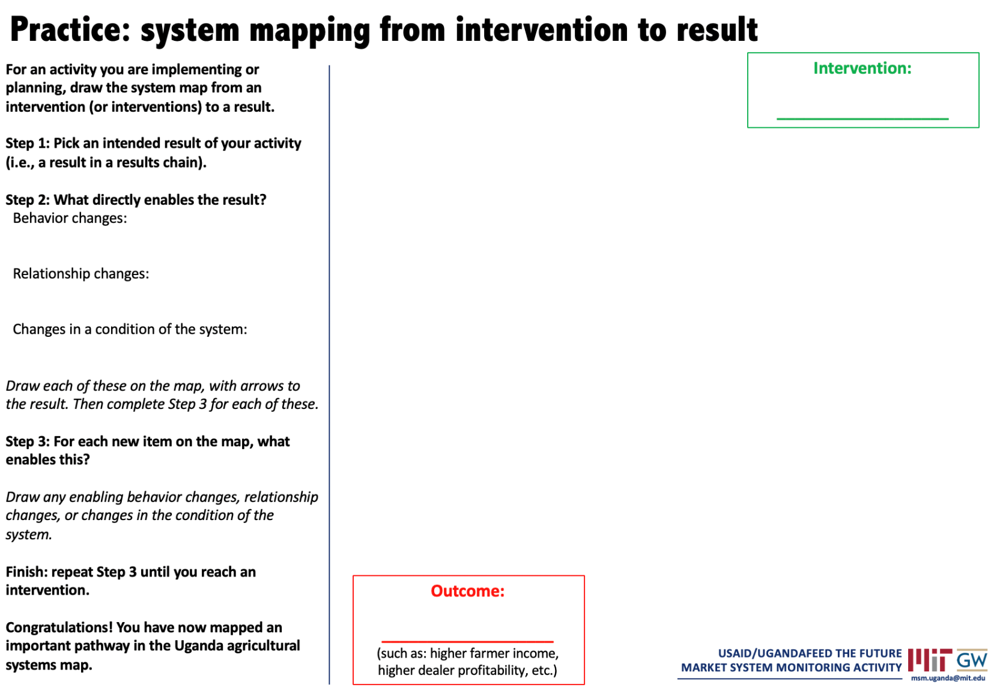 Practice: system mapping from intervention to result
For an activity you are implementing or
planning, draw the system map from an
intervention (or interventions) to a result.
Step 1: Pick an intended result of your activity
(i.e., a result in a results chain).
Step 2: What directly enables the result?
Behavior changes:
Relationship changes:
Changes in a condition of the system:
Draw each of these on the map, with arrows to
the result. Then complete Step 3 for each of these.
Step 3: For each new item on the map, what
enables this?
Draw any enabling behavior changes, relationship
changes, or changes in the condition of the
system.
Finish: repeat Step 3 until you reach an
intervention.
Congratulations! You have now mapped an
important pathway in the Uganda agricultural
systems map.
Intervention:
Outcome:
(such as: higher farmer income,
higher dealer profitability, etc.)
USAID/UGANDAFEED THE FUTURE
MARKET SYSTEM MONITORING ACTIVITY
MIT GW
msm.uganda@mit.edu